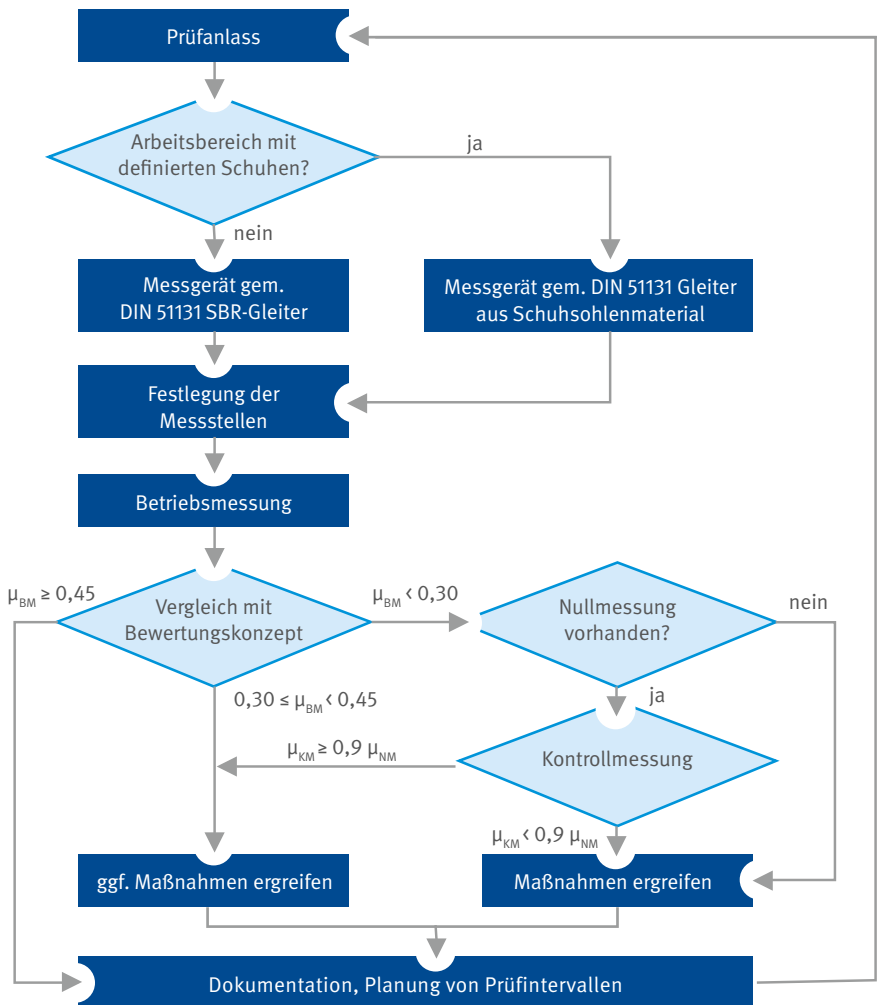 Prüfanlass
Arbeitsbereich mit
definierten Schuhen?
ja
nein
Messgerät gem.
DIN 51131 SBR-Gleiter
Messgerät gem. DIN 51131 Gleiter
aus Schuhsohlenmaterial
Festlegung der
Messstellen
Betriebsmessung
μBM ≥ 0,45
Vergleich mit
Bewertungskonzept
μBM < 0,30
Nullmessung
vorhanden?
nein
0,30 ≤ μBM < 0,45
ja
μKM ≥ 0,9 μNM
Kontrollmessung
μKM < 0,9 μNM
ggf. Maßnahmen ergreifen
Maßnahmen ergreifen
Dokumentation, Planung von Prüfintervallen